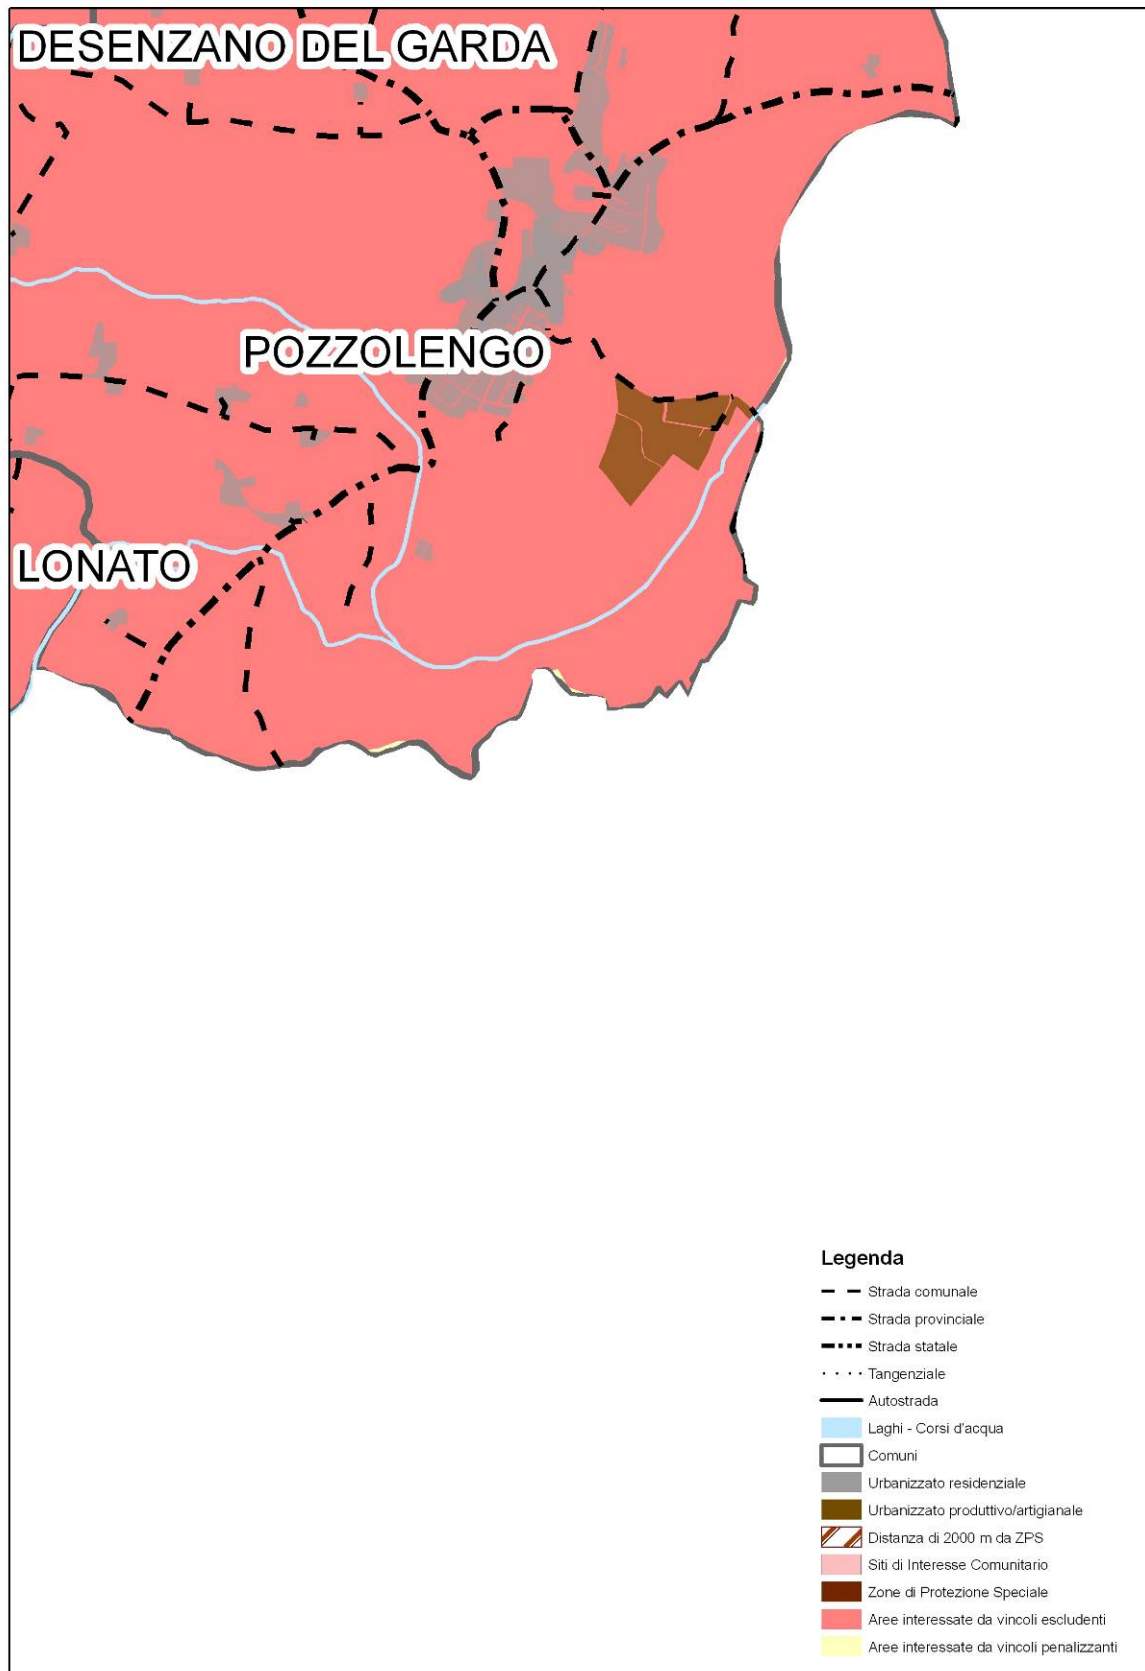 DESENZANO DEL GARDA
POZZOLENGO
LONATO
Legenda
Strada comunale
Strada provinciale
Strada statale
Tangenziale
Autostrada
Laghi - Corsi d'acqua
Comuni
Urbanizzato residenziale
Urbanizzato produttivo/artigianale
Distanza di 2000 m da ZPS
Siti di Interesse Comunitario
Zone di Protezione Speciale
Aree interessate da vincoli escludenti
Aree interessate da vincoli penalizzanti